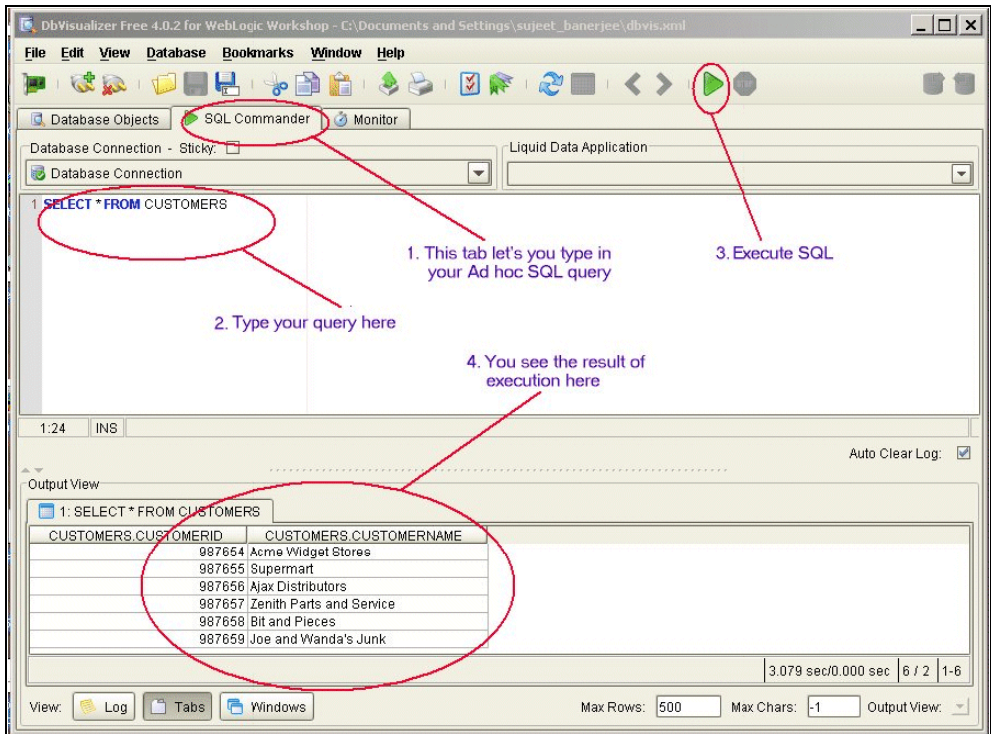 DbVisualizer Free 4.0.2 for WebLogic Workshop - C:\Documents and Settings\sujeet_banerjee\dbvis.xml
File Edit View Database Bookmarks Window Help
Database Objects SQL Commander Monitor
Database Connection - Sticky: Liquid Data Application
Database Connection
1 SELECT * FROM CUSTOMERS
1. This tab let's you type in
your Ad hoc SQL query
3. Execute SQL
2. Type your query here
4. You see the result of
execution here
1:24 INS
Auto Clear Log:
Output View
1: SELECT * FROM CUSTOMERS
CUSTOMERS.CUSTOMERID CUSTOMERS.CUSTOMERNAME
987654 Acme Widget Stores
987655 Supermart
987656 Ajax Distributors
987657 Zenith Parts and Service
987658 Bit and Pieces
987659 Joe and Wanda's Junk
3.079 sec/0.000 sec 6 / 2 1-6
View: Log Tabs Windows Max Rows: 500 Max Chars: -1 Output View: